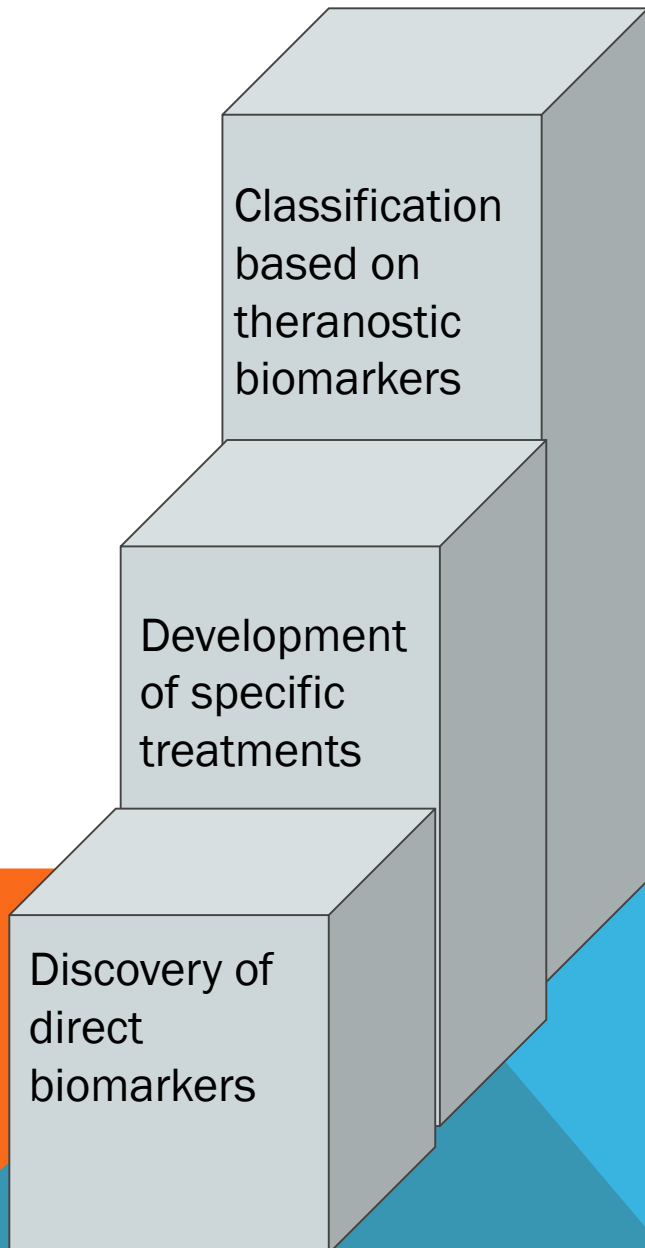 Classification
based on
theranostic
biomarkers
Development
of specific
treatments
Discovery of
direct
biomarkers